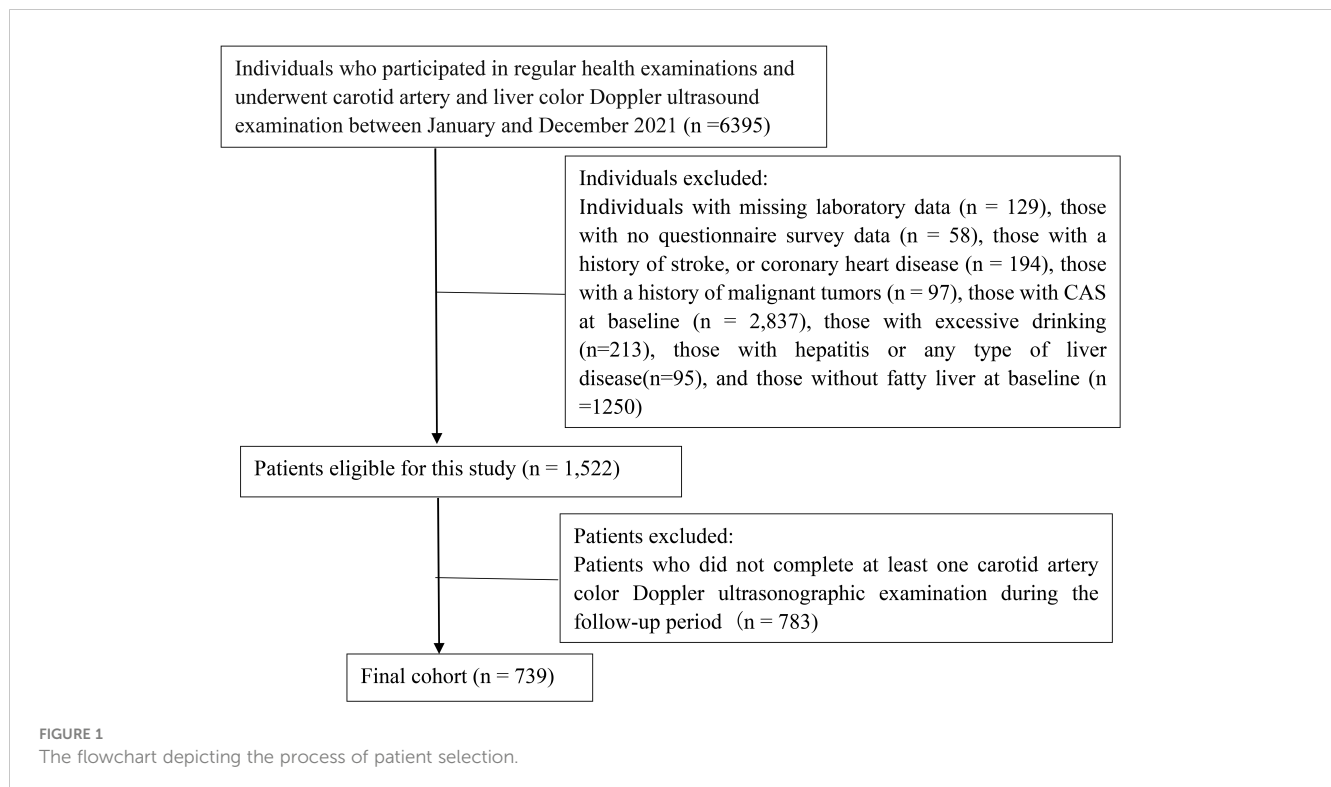 Individuals who participated in regular health examinations and
underwent carotid artery and liver color Doppler ultrasound
examination between January and December 2021 (n =6395)
Individuals excluded:
Individuals with missing laboratory data (n = 129), those
with no questionnaire survey data (n = 58), those with a
history of stroke, or coronary heart disease (n = 194), those
with a history of malignant tumors (n = 97), those with CAS
at baseline (n = 2,837), those with excessive drinking
(n=213), those with hepatitis or any type of liver
disease(n=95), and those without fatty liver at baseline (n
=1250)
Patients eligible for this study (n = 1,522)
Patients excluded:
Patients who did not complete at least one carotid artery
color Doppler ultrasonographic examination during the
follow-up period（n = 783)
Final cohort (n = 739)
FIGURE 1
The flowchart depicting the process of patient selection.